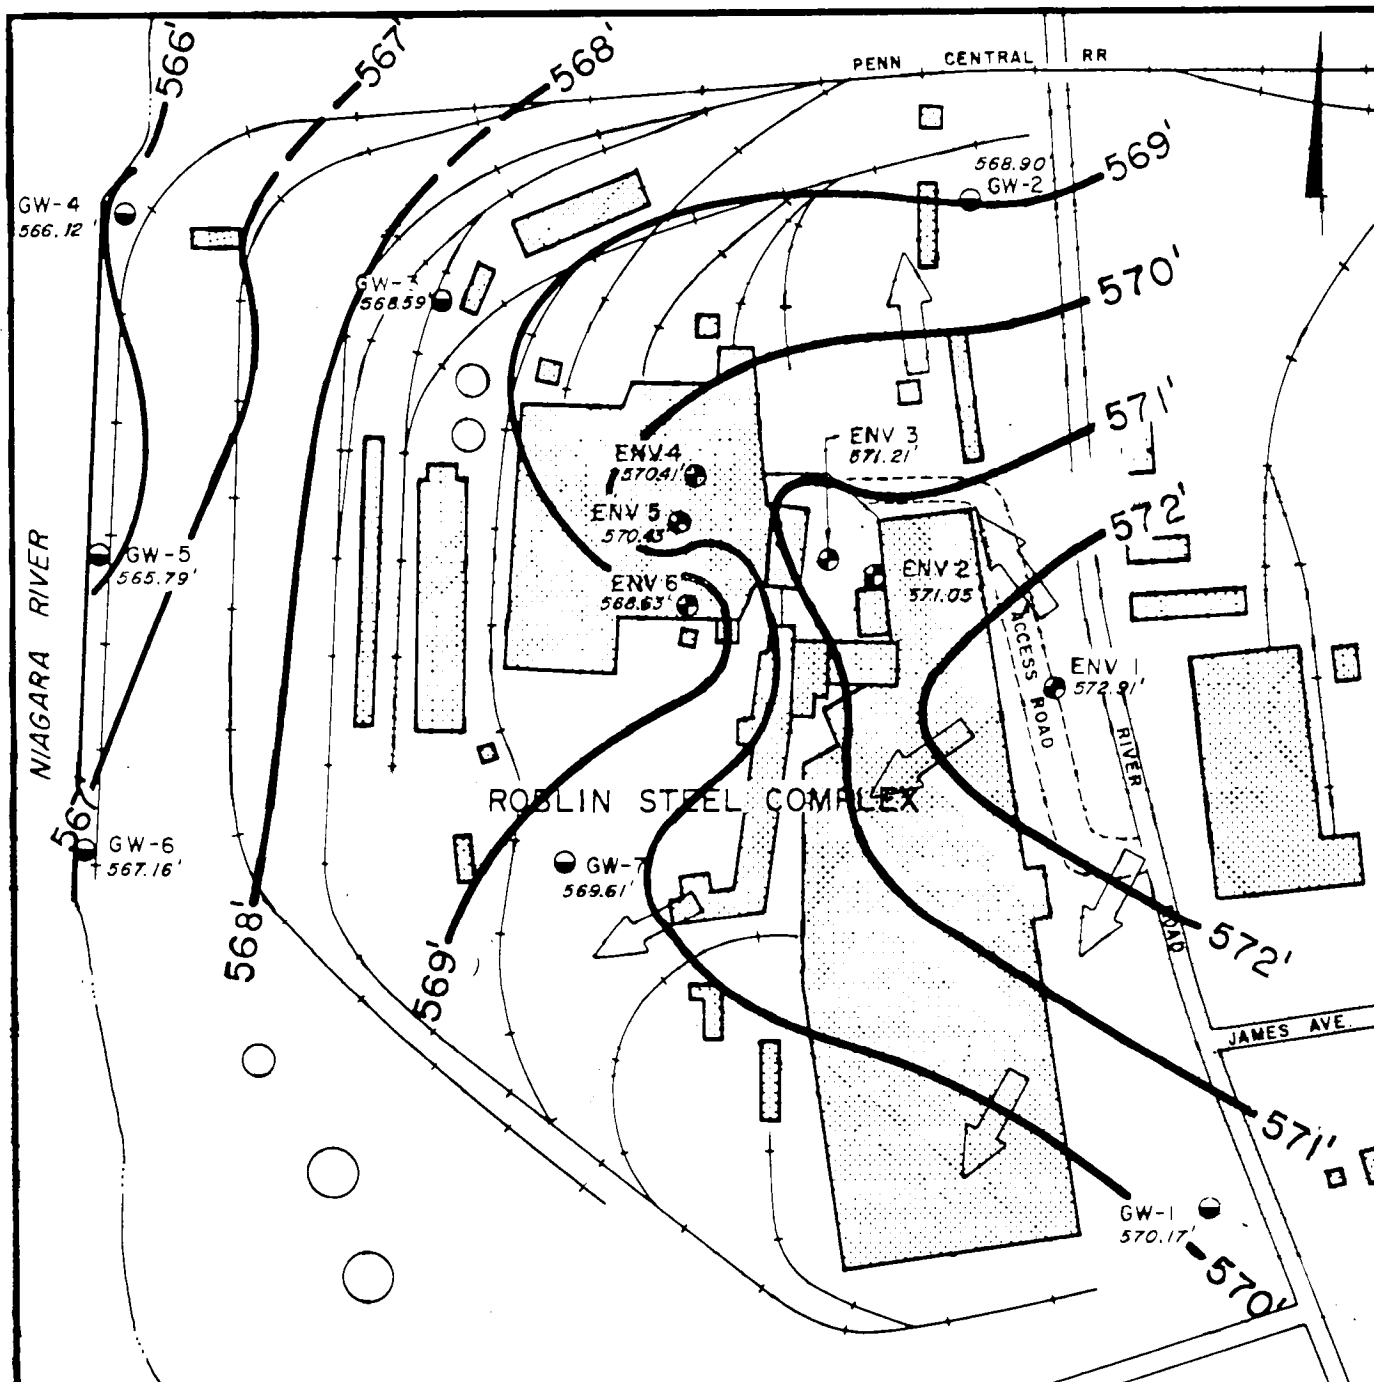 566'
567'
568'
PENN CENTRAL RR
569'
568.90
GW-2
GW-4
566.12'
GW-3
568.59'
570'
571'
ENV 3
571.21'
ENV 4
570.41'
ENV 5
570.43'
572'
GW-5
565.79'
ENV 2
571.05
ENV 6
568.63'
ACCESS ROAD
ENV 1
572.91'
NIAGARA RIVER
RIVER ROAD
ROBLIN STEEL COMPLEX
567'
GW-6
567.16'
GW-7
569.61'
568'
569'
572'
JAMES AVE.
571'
GW-1
570.17'
570'